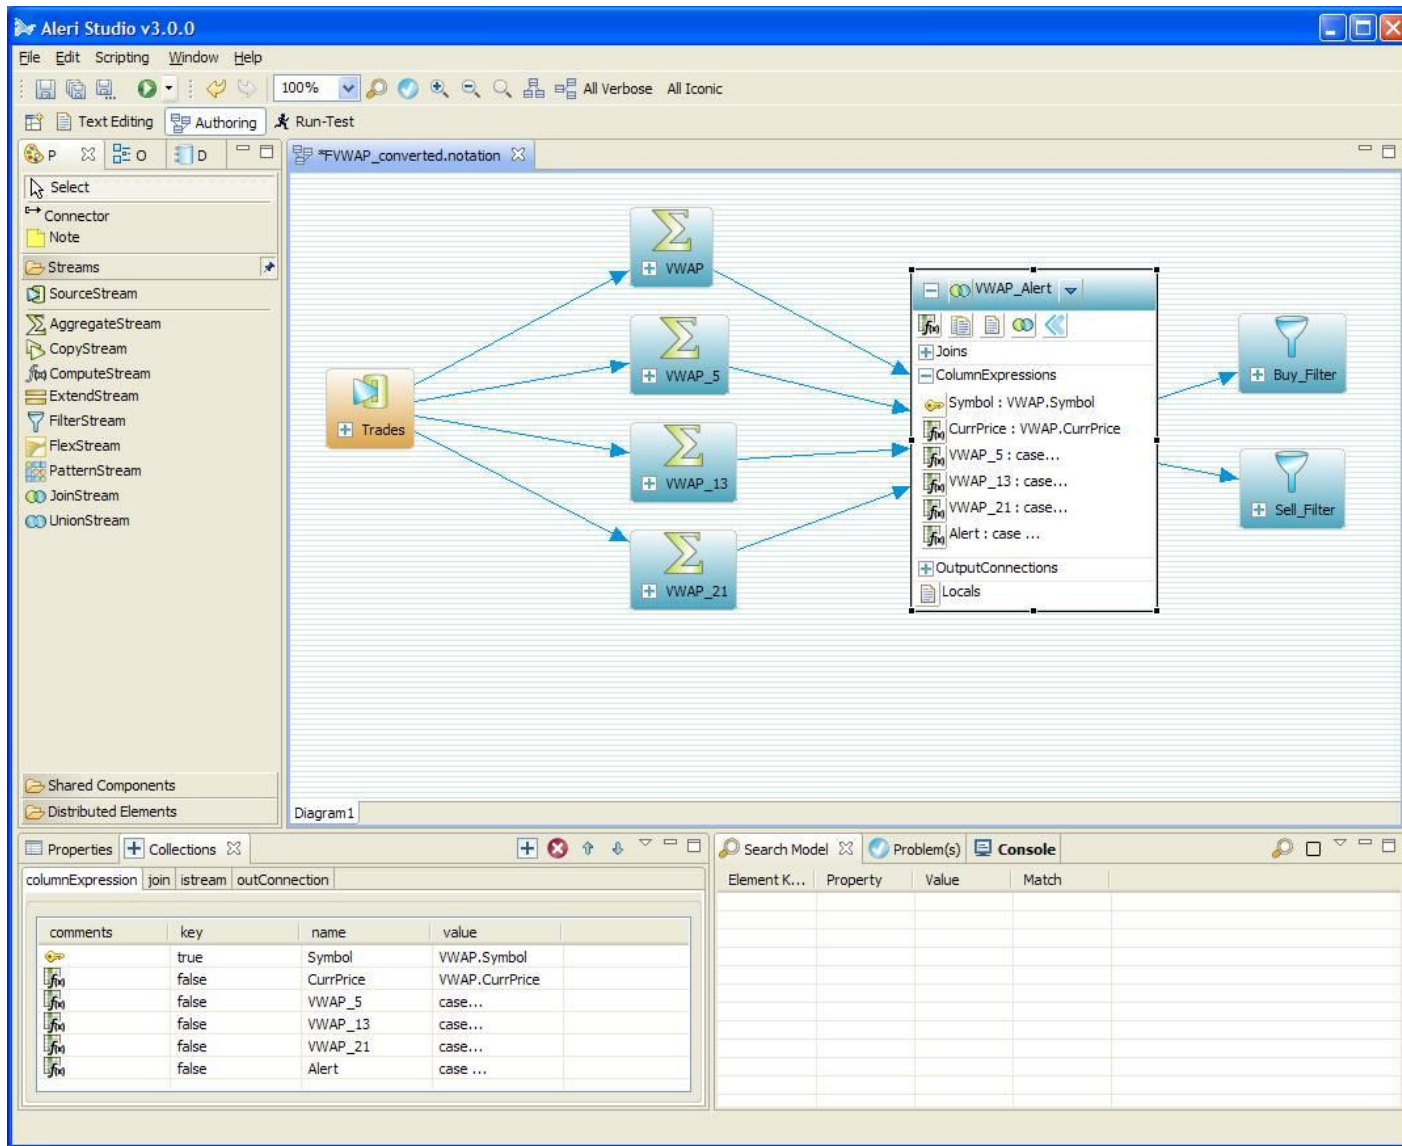 Aleri Studio v3.0.0
File Edit Scripting Window Help
100% All Verbose All Iconic
Text Editing Authoring Run-Test
P O D *FVWAP_converted.notation
Select
Connector
Note
Streams
SourceStream
AggregateStream
CopyStream
f(x) ComputeStream
ExtendStream
FilterStream
FlexStream
PatternStream
JoinStream
UnionStream
Shared Components
Distributed Elements
Trades
VWAP
VWAP_5
VWAP_13
VWAP_21
VWAP_Alert
f(x)
Joins
ColumnExpressions
Symbol : VWAP.Symbol
f(x) CurrPrice : VWAP.CurrPrice
f(x) VWAP_5 : case...
f(x) VWAP_13 : case...
f(x) VWAP_21 : case...
f(x) Alert : case ...
OutputConnections
Locals
Buy_Filter
Sell_Filter
Diagram1
Properties Collections
columnExpression join istream outConnection
comments key name value
true Symbol VWAP.Symbol
f(x) false CurrPrice VWAP.CurrPrice
f(x) false VWAP_5 case...
f(x) false VWAP_13 case...
f(x) false VWAP_21 case...
f(x) false Alert case ...
Search Model Problem(s) Console
Element K... Property Value Match